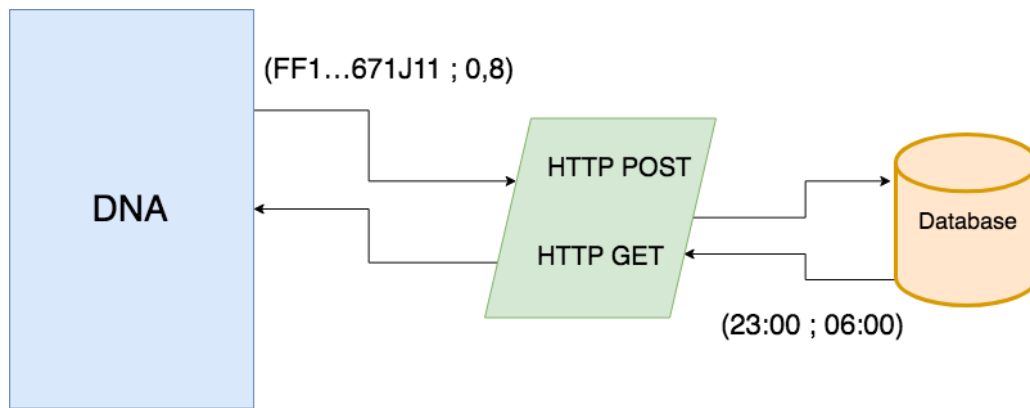 (FF1...671J11 ; 0,8)
HTTP POST
DNA
Database
HTTP GET
(23:00 ; 06:00)